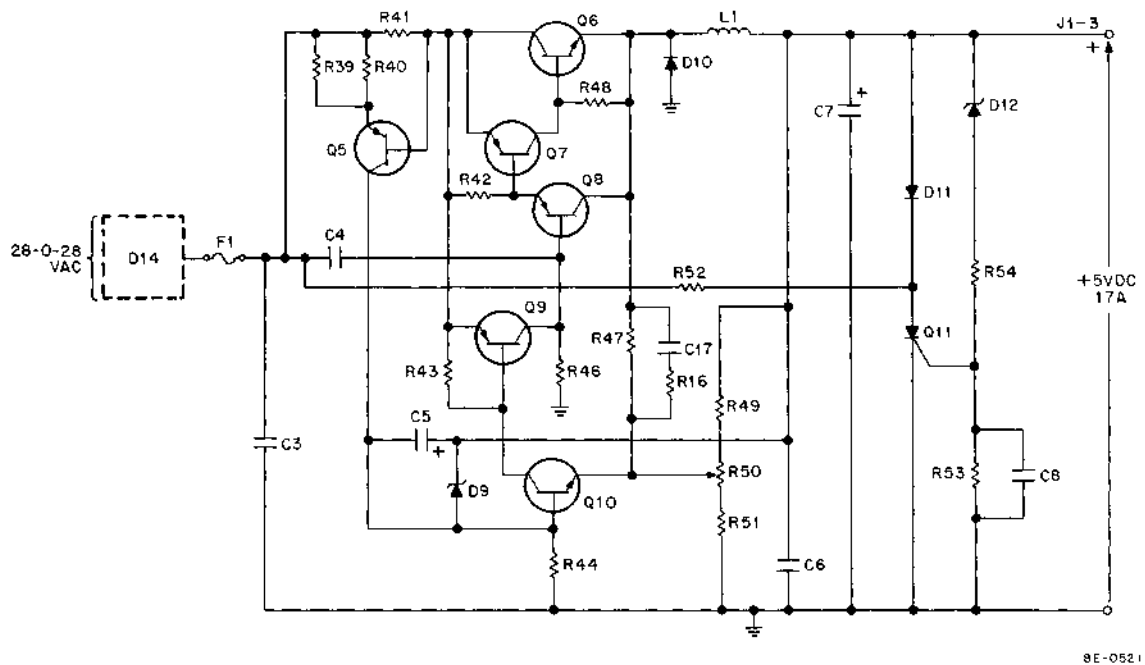 R41
Q6
L1
J1-3
+
R39
R40
D10
R48
C7
+
D12
Q5
Q7
R42
Q8
D11
28-0-28
VAC
D14
F1
C4
R52
R54
+5VDC
17A
Q9
Q11
R47
C17
R43
R46
R16
C5
+
R49
C3
D9
R50
R53
C8
Q10
R51
R44
C6
8E-0521